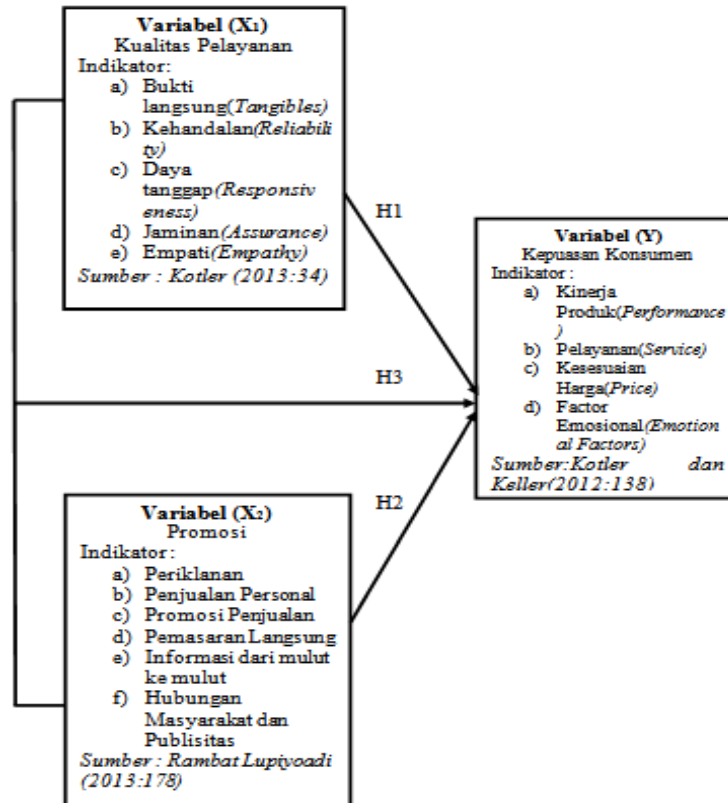 Variabel (X1)
Kualitas Pelayanan
Indikator:
a) Bukti
langsung(Tangibles)
b) Kehandalan(Reliabili
ty)
c) Daya
tanggap(Responsiv
eness)
d) Jaminan(Assurance)
e) Empati(Empathy)
Sumber : Kotler (2013:34)
H1
Variabel (Y)
Kepuasan Konsumen
Indikator:
a) Kinerja
Produk(Performance
)
b) Pelayanan(Service)
c) Kesesuaian
Harga(Price)
d) Factor
Emosional(Emotion
al Factors)
Sumber:Kotler dan
Keller(2012:138)
H3
H2
Variabel (X2)
Promosi
Indikator:
a) Periklanan
b) Penjualan Personal
c) Promosi Penjualan
d) Pemasaran Langsung
e) Informasi dari mulut
ke mulut
f) Hubungan
Masyarakat dan
Publisitas
Sumber : Rambat Lupiyoadi
(2013:178)